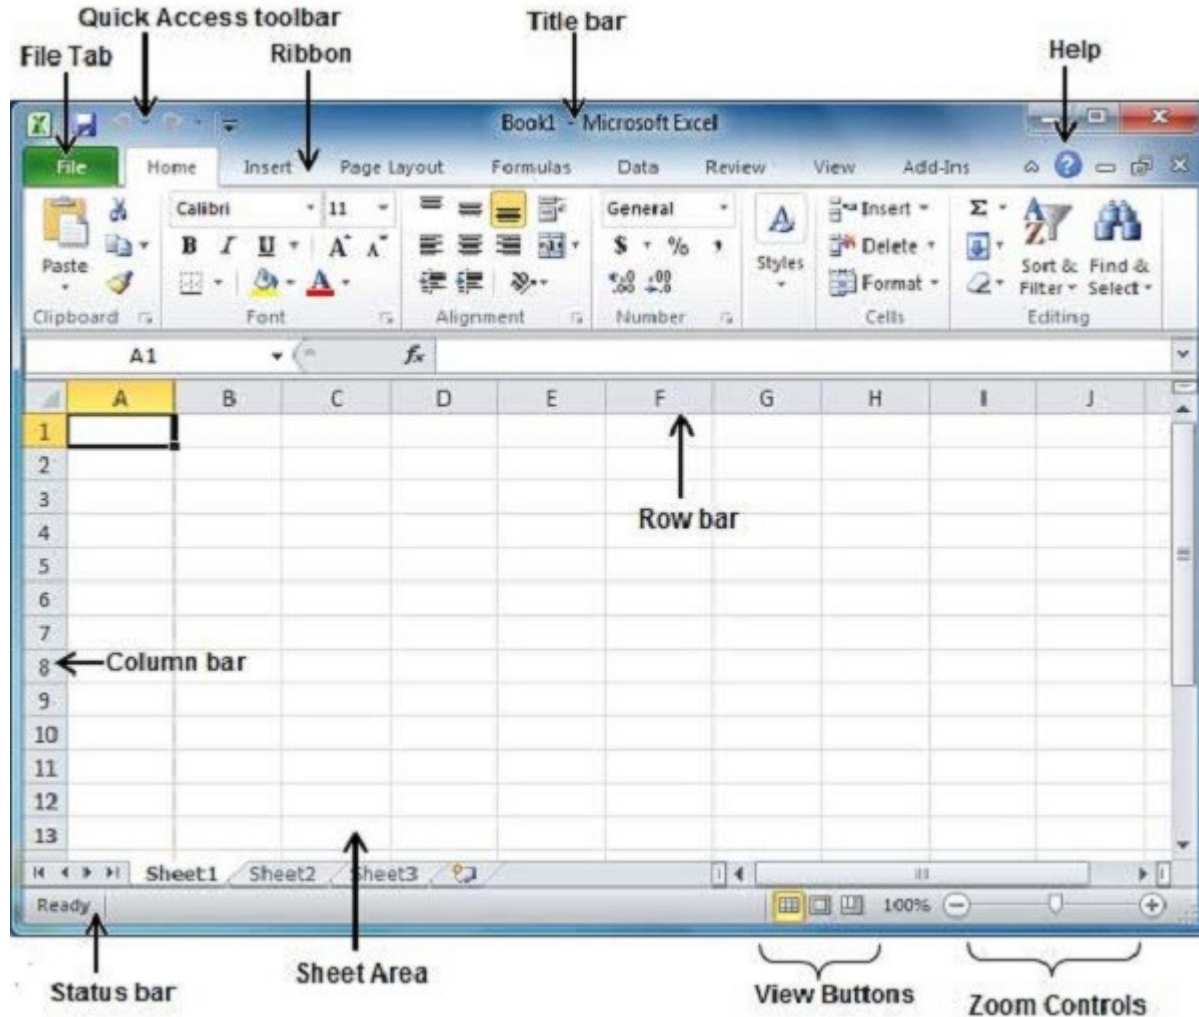 Quick Access toolbar
Title bar
File Tab
Ribbon
Help
Book1 - Microsoft Excel
File Home Insert Page Layout Formulas Data Review View Add-Ins
Calibri 11 General Insert
B I U A A $ % , Delete
Paste Styles Sort & Find &
A Format Filter Select
Clipboard Font Alignment Number Cells Editing
A1 fx
A B C D E F G H I J
1
2
3
Row bar
4
5
6
7
8 Column bar
9
10
11
12
13
Sheet1 Sheet2 Sheet3
Ready 100%
Sheet Area
Status bar
View Buttons
Zoom Controls